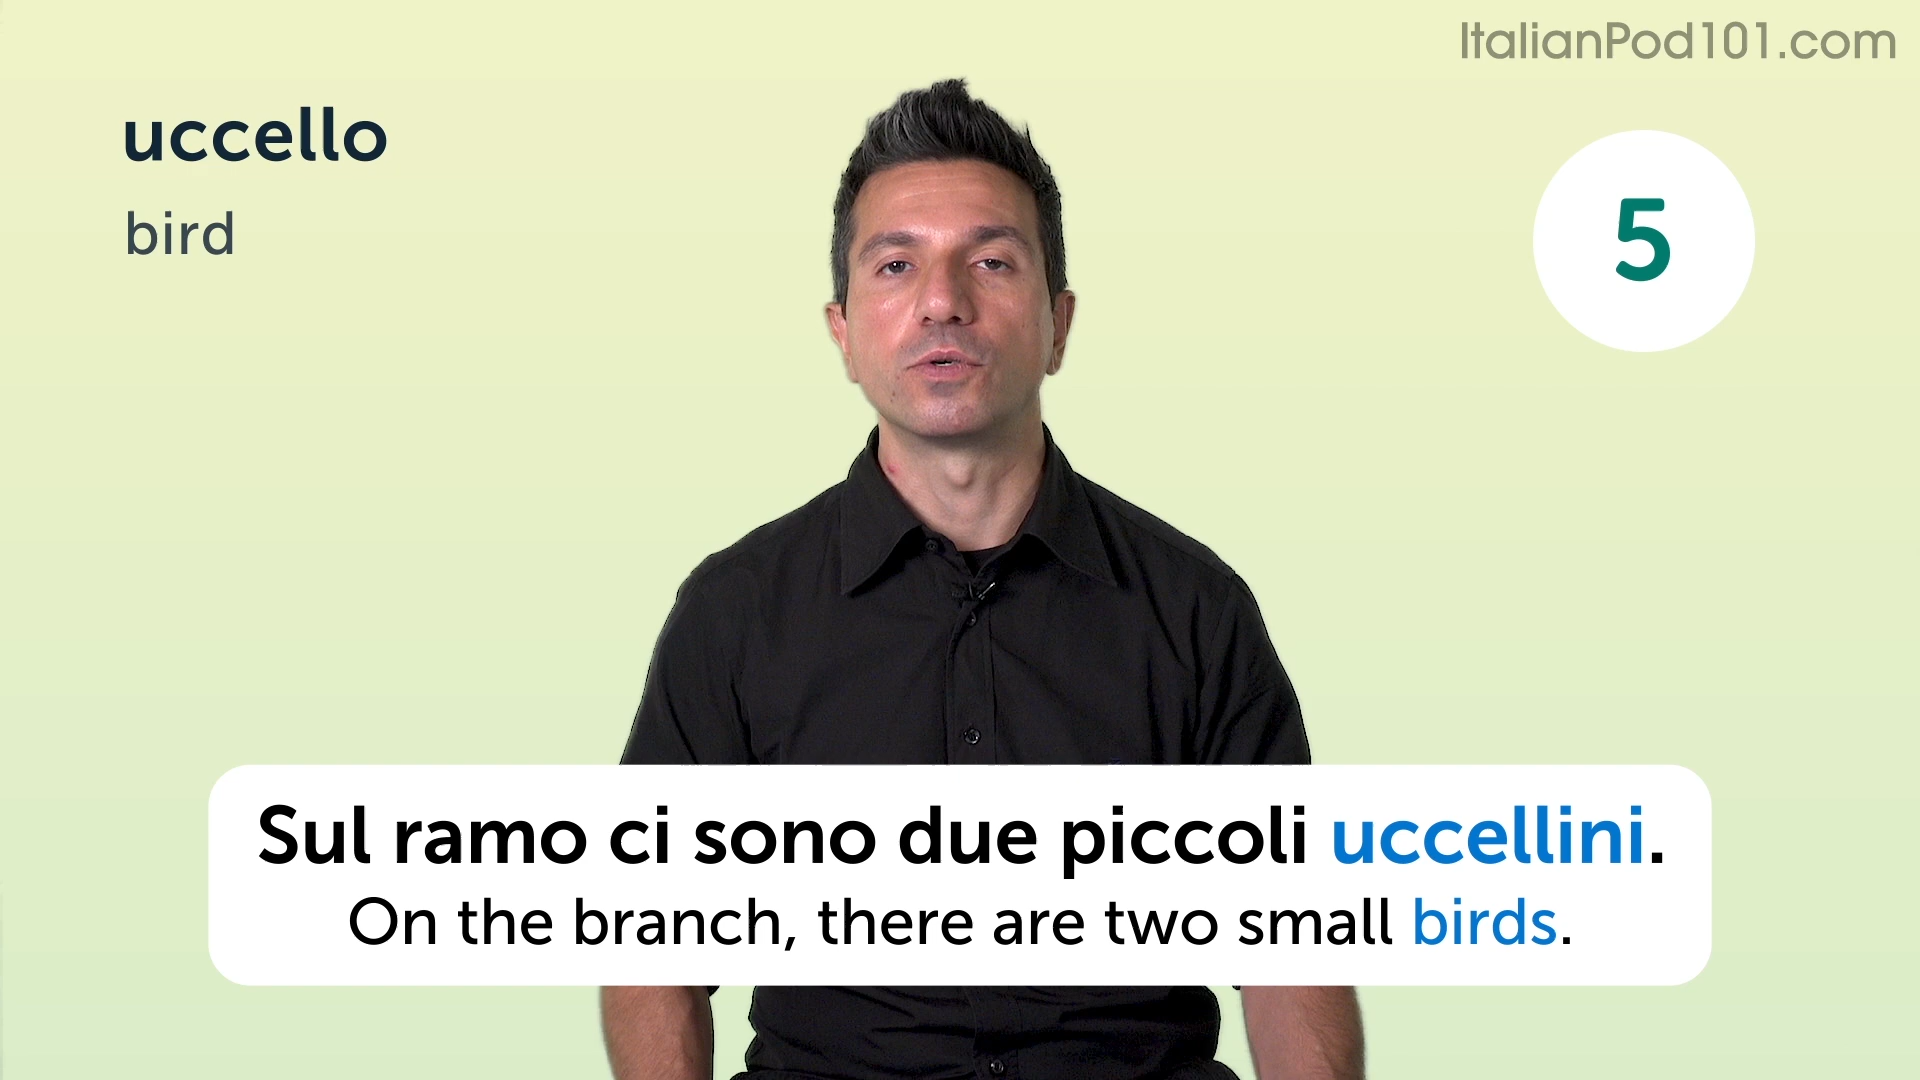 ItalianPod101.com
uccello
bird
5
Sul ramo ci sono due piccoli uccellini.
On the branch, there are two small birds.